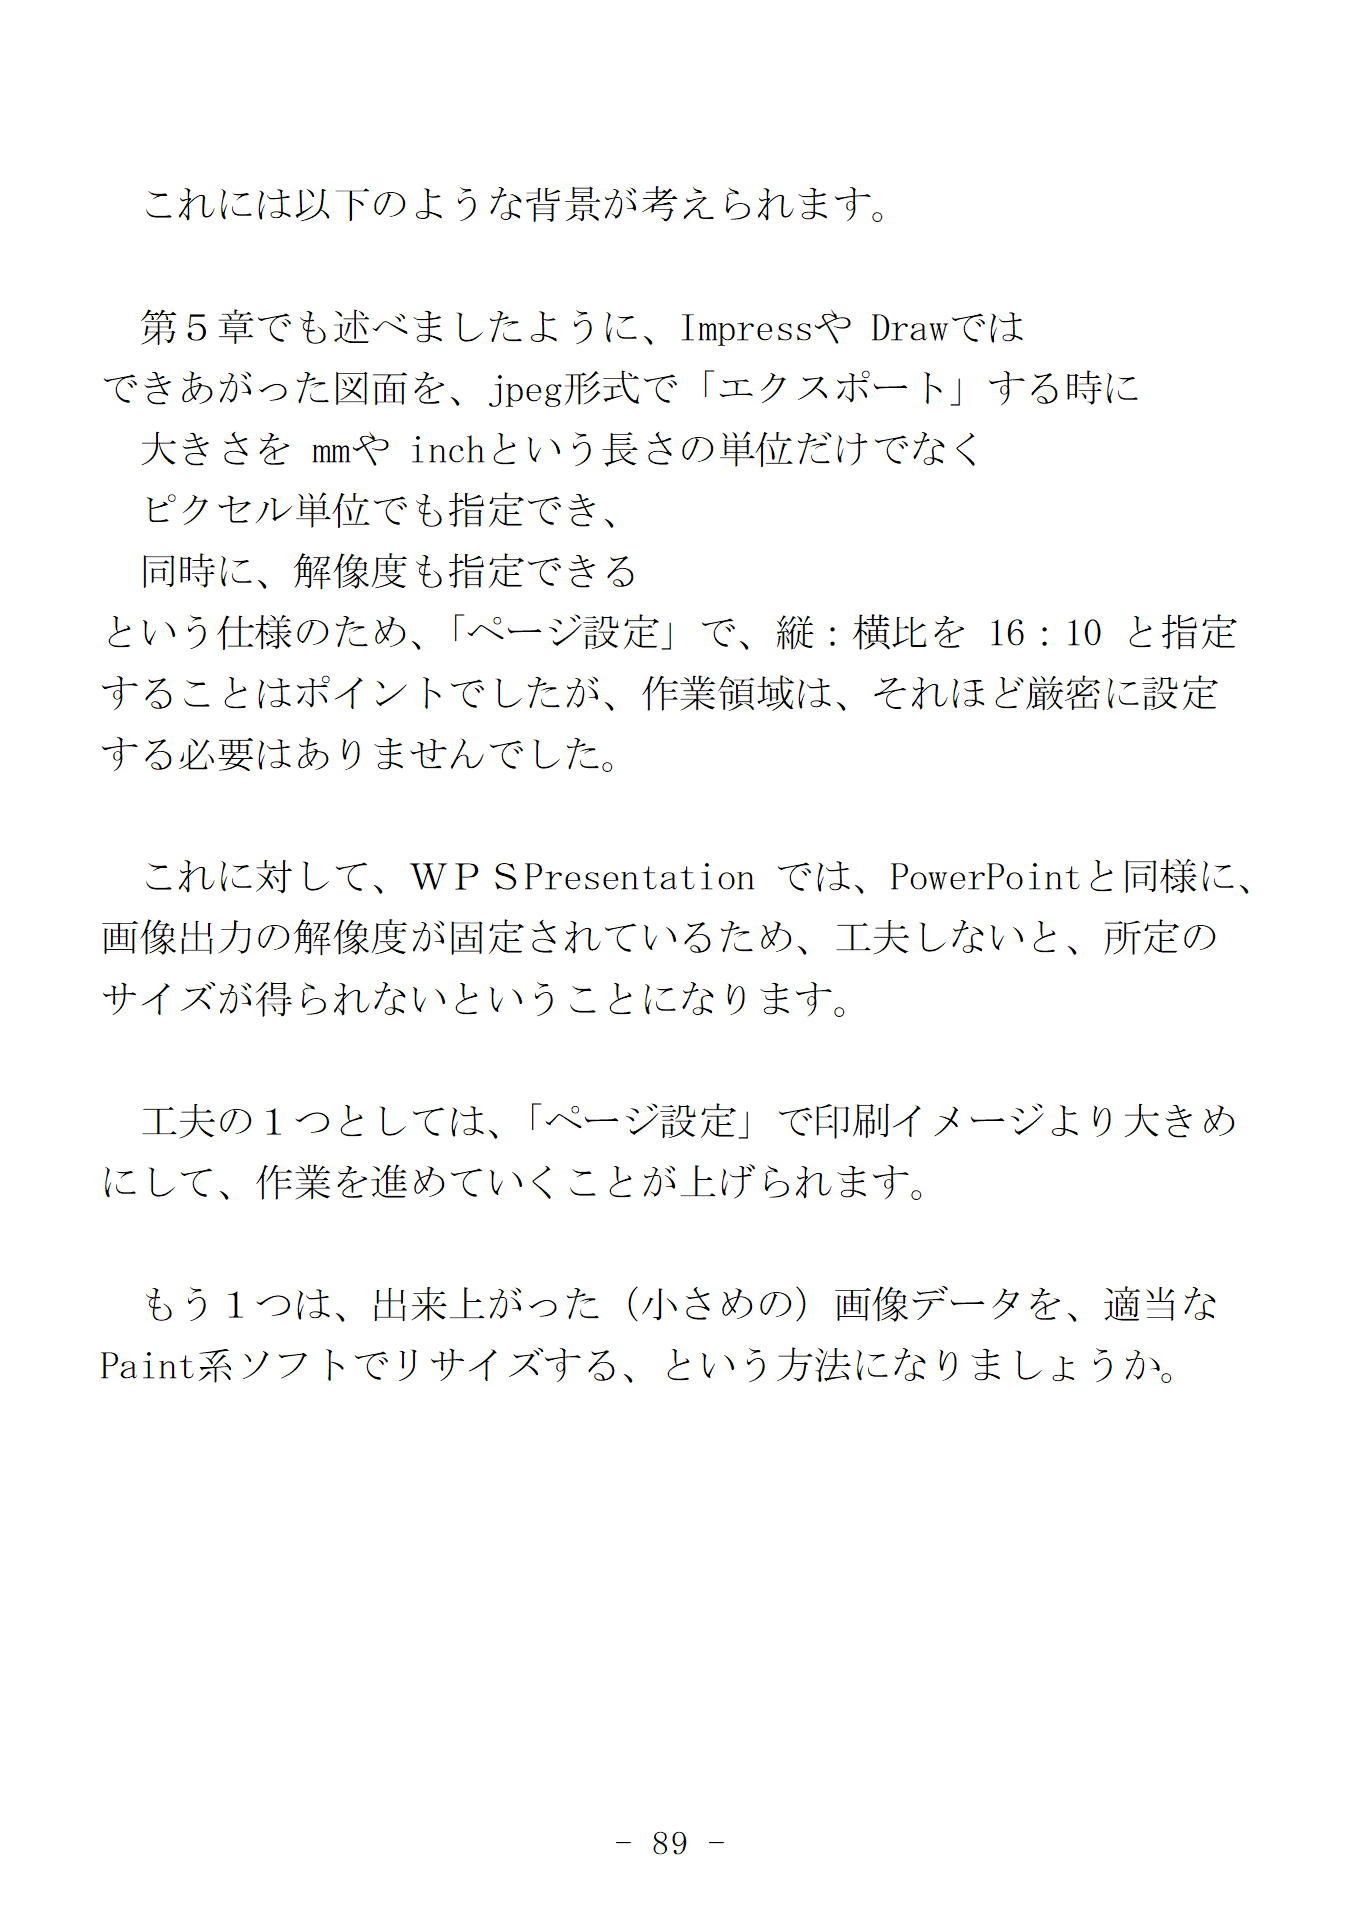 これには以下のような背景が考えられます。
第５章でも述べましたように、Impressや Drawでは
できあがった図面を、jpeg形式で「エクスポート」する時に
大きさを mmや inchという長さの単位だけでなく
ピクセル単位でも指定でき、
同時に、解像度も指定できる
という仕様のため、「ページ設定」で、縦：横比を 16：10 と指定
することはポイントでしたが、作業領域は、それほど厳密に設定
する必要はありませんでした。
これに対して、ＷＰＳPresentation では、PowerPointと同様に、
画像出力の解像度が固定されているため、工夫しないと、所定の
サイズが得られないということになります。
工夫の１つとしては、「ページ設定」で印刷イメージより大きめ
にして、作業を進めていくことが上げられます。
もう１つは、出来上がった（小さめの）画像データを、適当な
Paint系ソフトでリサイズする、という方法になりましょうか。
- 89 -